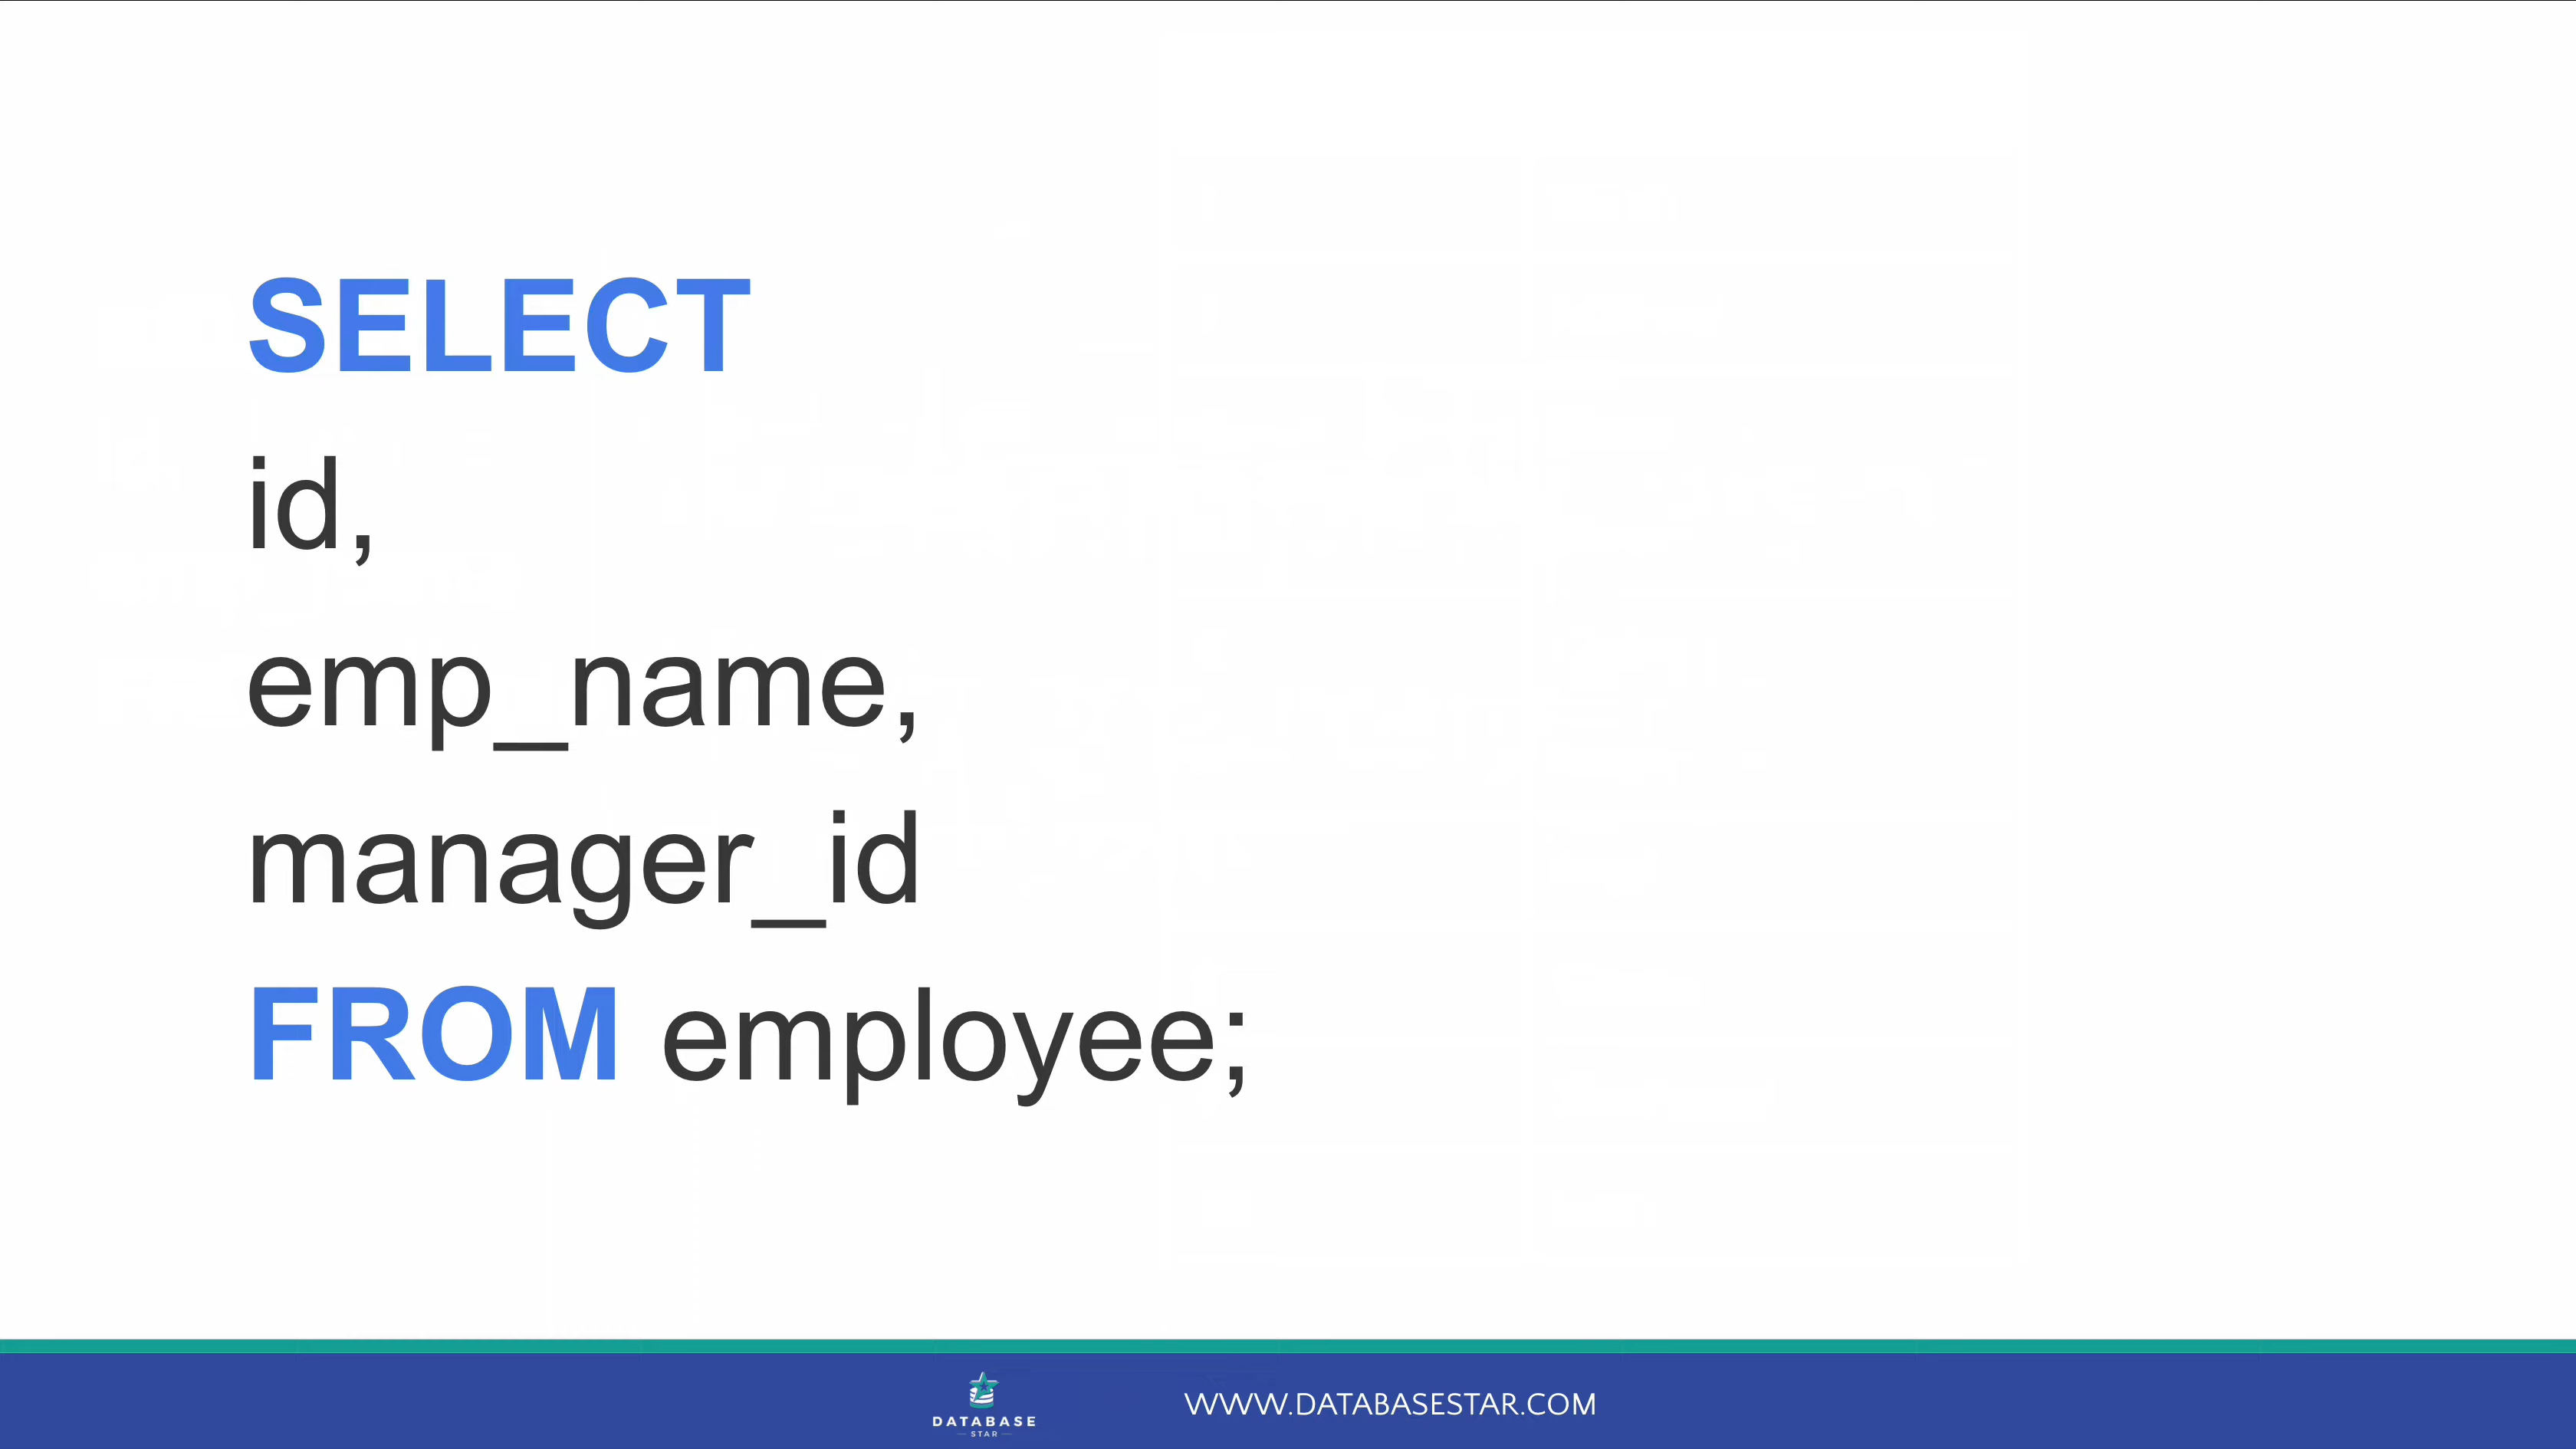 SELECT
id,
emp_name,
manager_id
FROM employee;
DATABASE
STAR
WWW.DATABASESTAR.COM